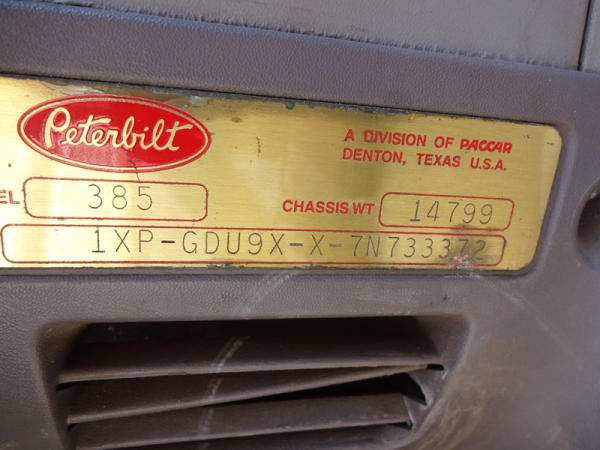 Peterbilt
A DIVISION OF PACCAR
DENTON, TEXAS U.S.A.
EL 385 CHASSIS WT 14799
1XP-GDU9X-X-7N733372